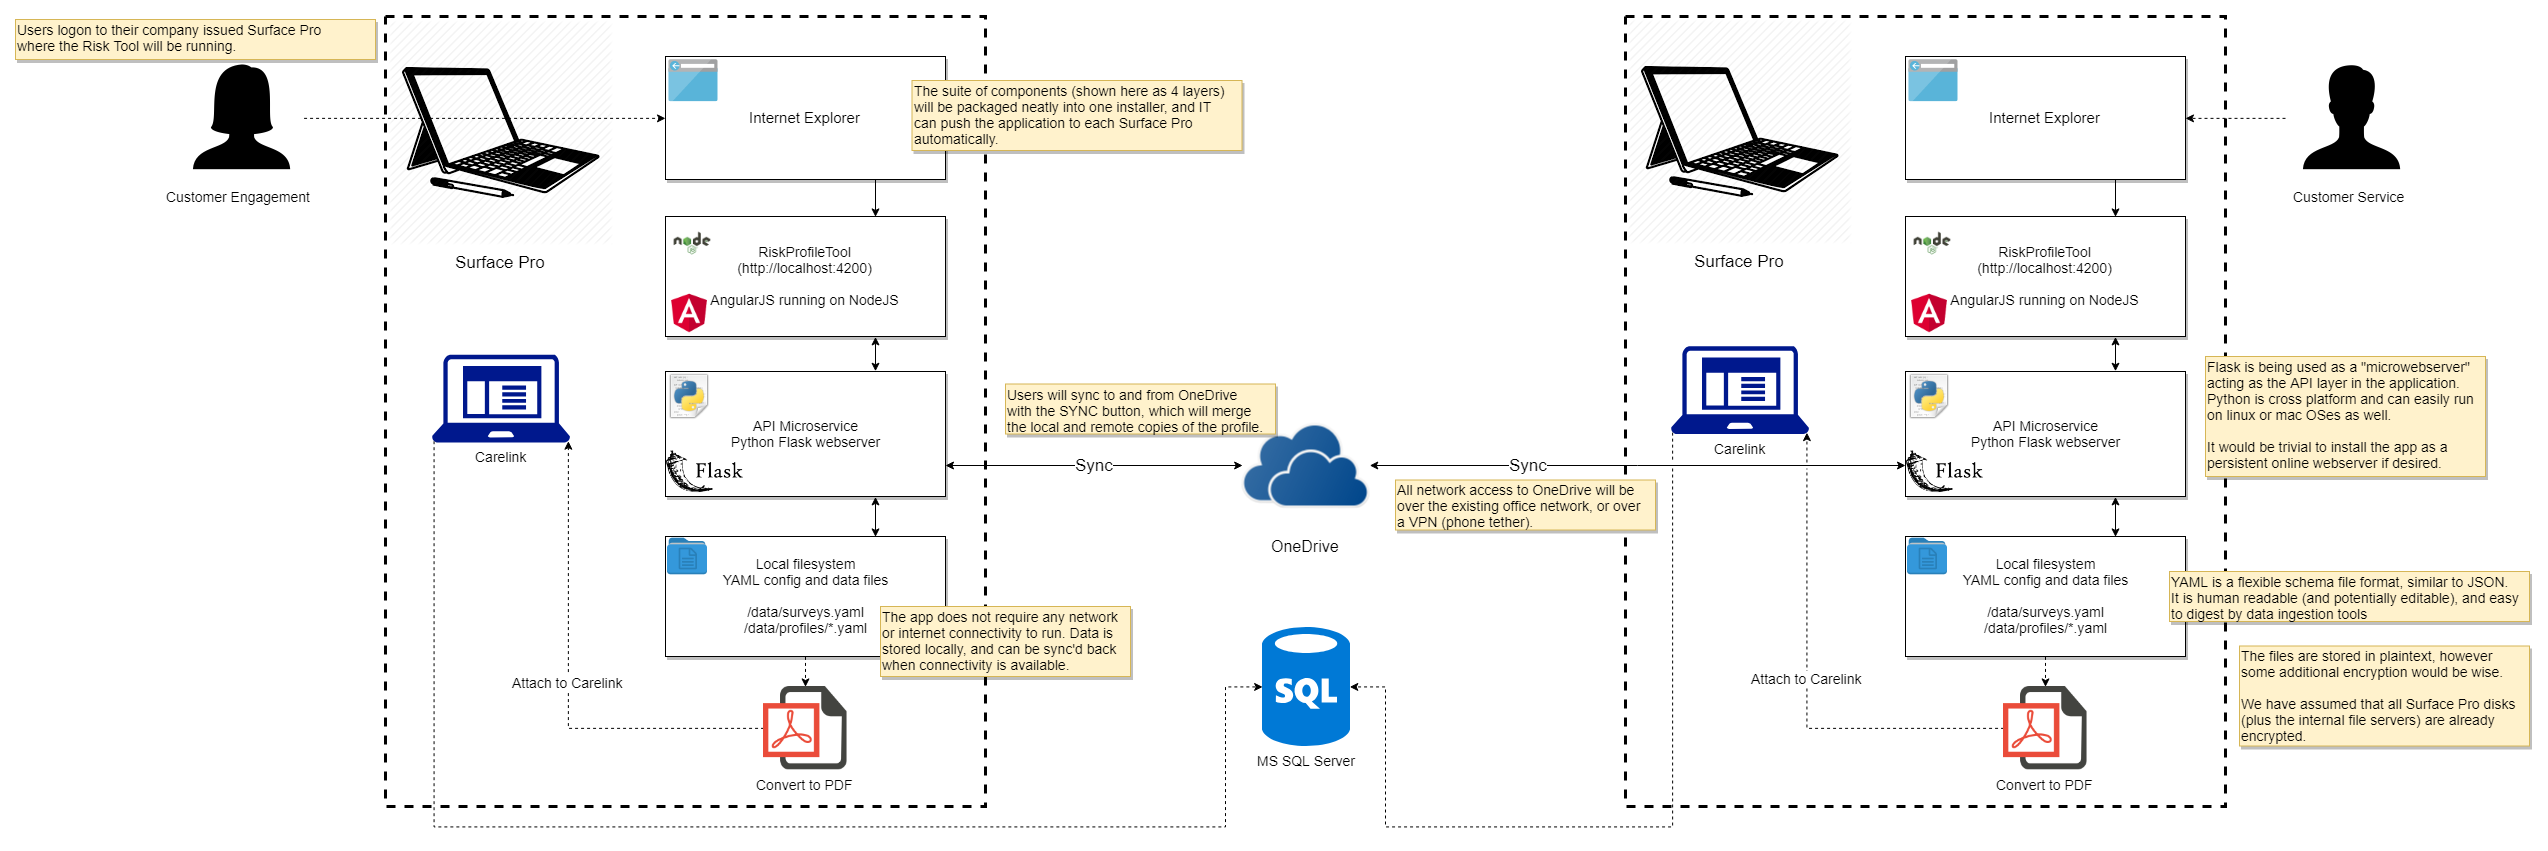 Users logon to their company issued Surface Pro
where the Risk Tool will be running.
Customer Engagement
Surface Pro
Internet Explorer
The suite of components (shown here as 4 layers)
will be packaged neatly into one installer, and IT
can push the application to each Surface Pro
automatically.
node
JS
RiskProfileTool
(http://localhost:4200)
A
AngularJS running on NodeJS
Carelink
API Microservice
Python Flask webserver
Flask
Users will sync to and from OneDrive
with the SYNC button, which will merge
the local and remote copies of the profile.
Sync
OneDrive
Local filesystem
YAML config and data files
/data/surveys.yaml
/data/profiles/*.yaml
The app does not require any network
or internet connectivity to run. Data is
stored locally, and can be sync'd back
when connectivity is available.
Attach to Carelink
Convert to PDF
SQL
MS SQL Server
Surface Pro
Internet Explorer
Customer Service
node
JS
RiskProfileTool
(http://localhost:4200)
A
AngularJS running on NodeJS
Carelink
API Microservice
Python Flask webserver
Flask
Flask is being used as a "microwebserver"
acting as the API layer in the application.
Python is cross platform and can easily run
on linux or mac OSes as well.
It would be trivial to install the app as a
persistent online webserver if desired.
Sync
All network access to OneDrive will be
over the existing office network, or over
a VPN (phone tether).
Local filesystem
YAML config and data files
/data/surveys.yaml
/data/profiles/*.yaml
YAML is a flexible schema file format, similar to JSON.
It is human readable (and potentially editable), and easy
to digest by data ingestion tools
The files are stored in plaintext, however
some additional encryption would be wise.
We have assumed that all Surface Pro disks
(plus the internal file servers) are already
encrypted.
Attach to Carelink
Convert to PDF